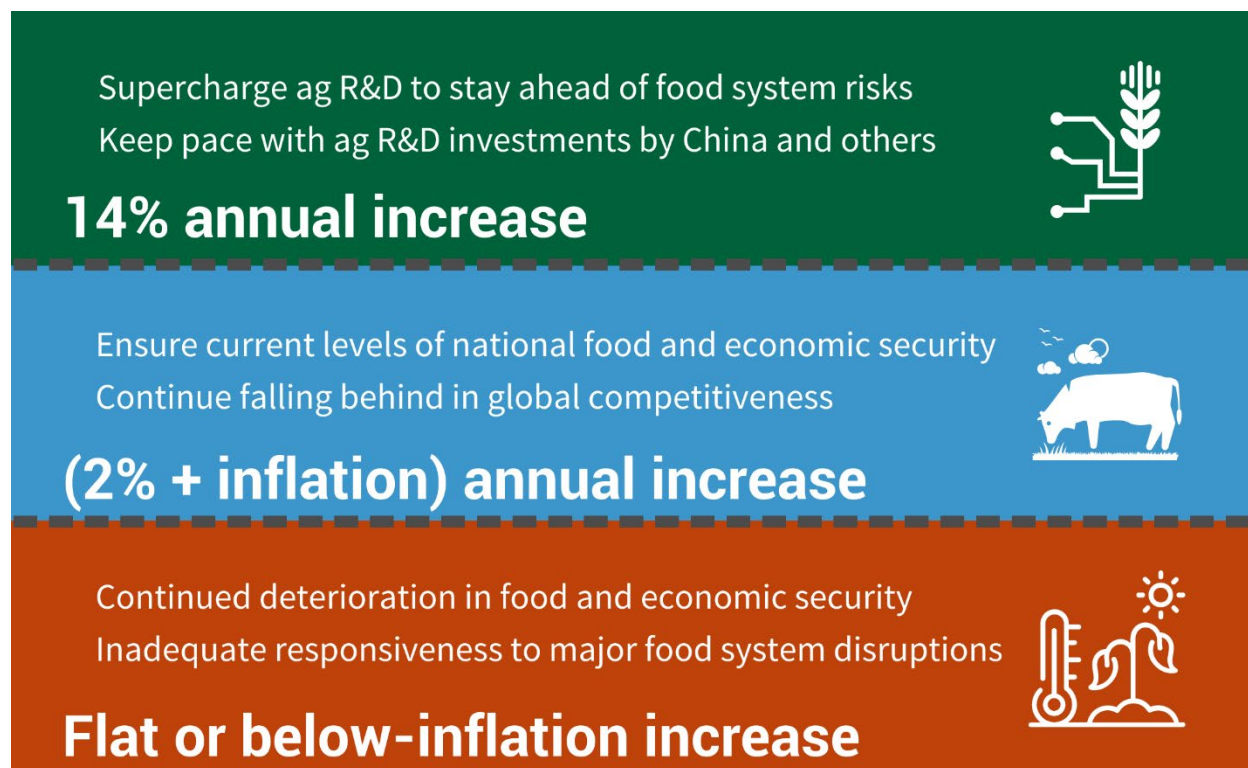 Supercharge ag R&D to stay ahead of food system risks
Keep pace with ag R&D investments by China and others
14% annual increase
Ensure current levels of national food and economic security
Continue falling behind in global competitiveness
(2% + inflation) annual increase
Continued deterioration in food and economic security
Inadequate responsiveness to major food system disruptions
Flat or below-inflation increase